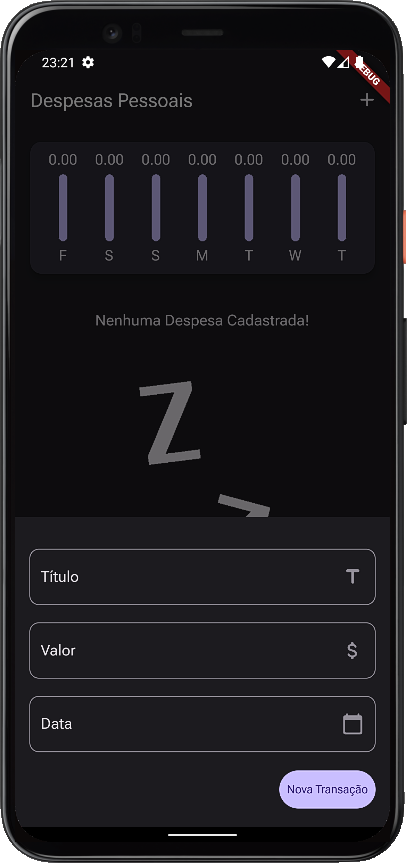 23:21
DEBUG
Despesas Pessoais
0.00 0.00 0.00 0.00 0.00 0.00 0.00
F S S M T W T
Nenhuma Despesa Cadastrada!
Z
Z
Título
Valor $
Data
Nova Transação